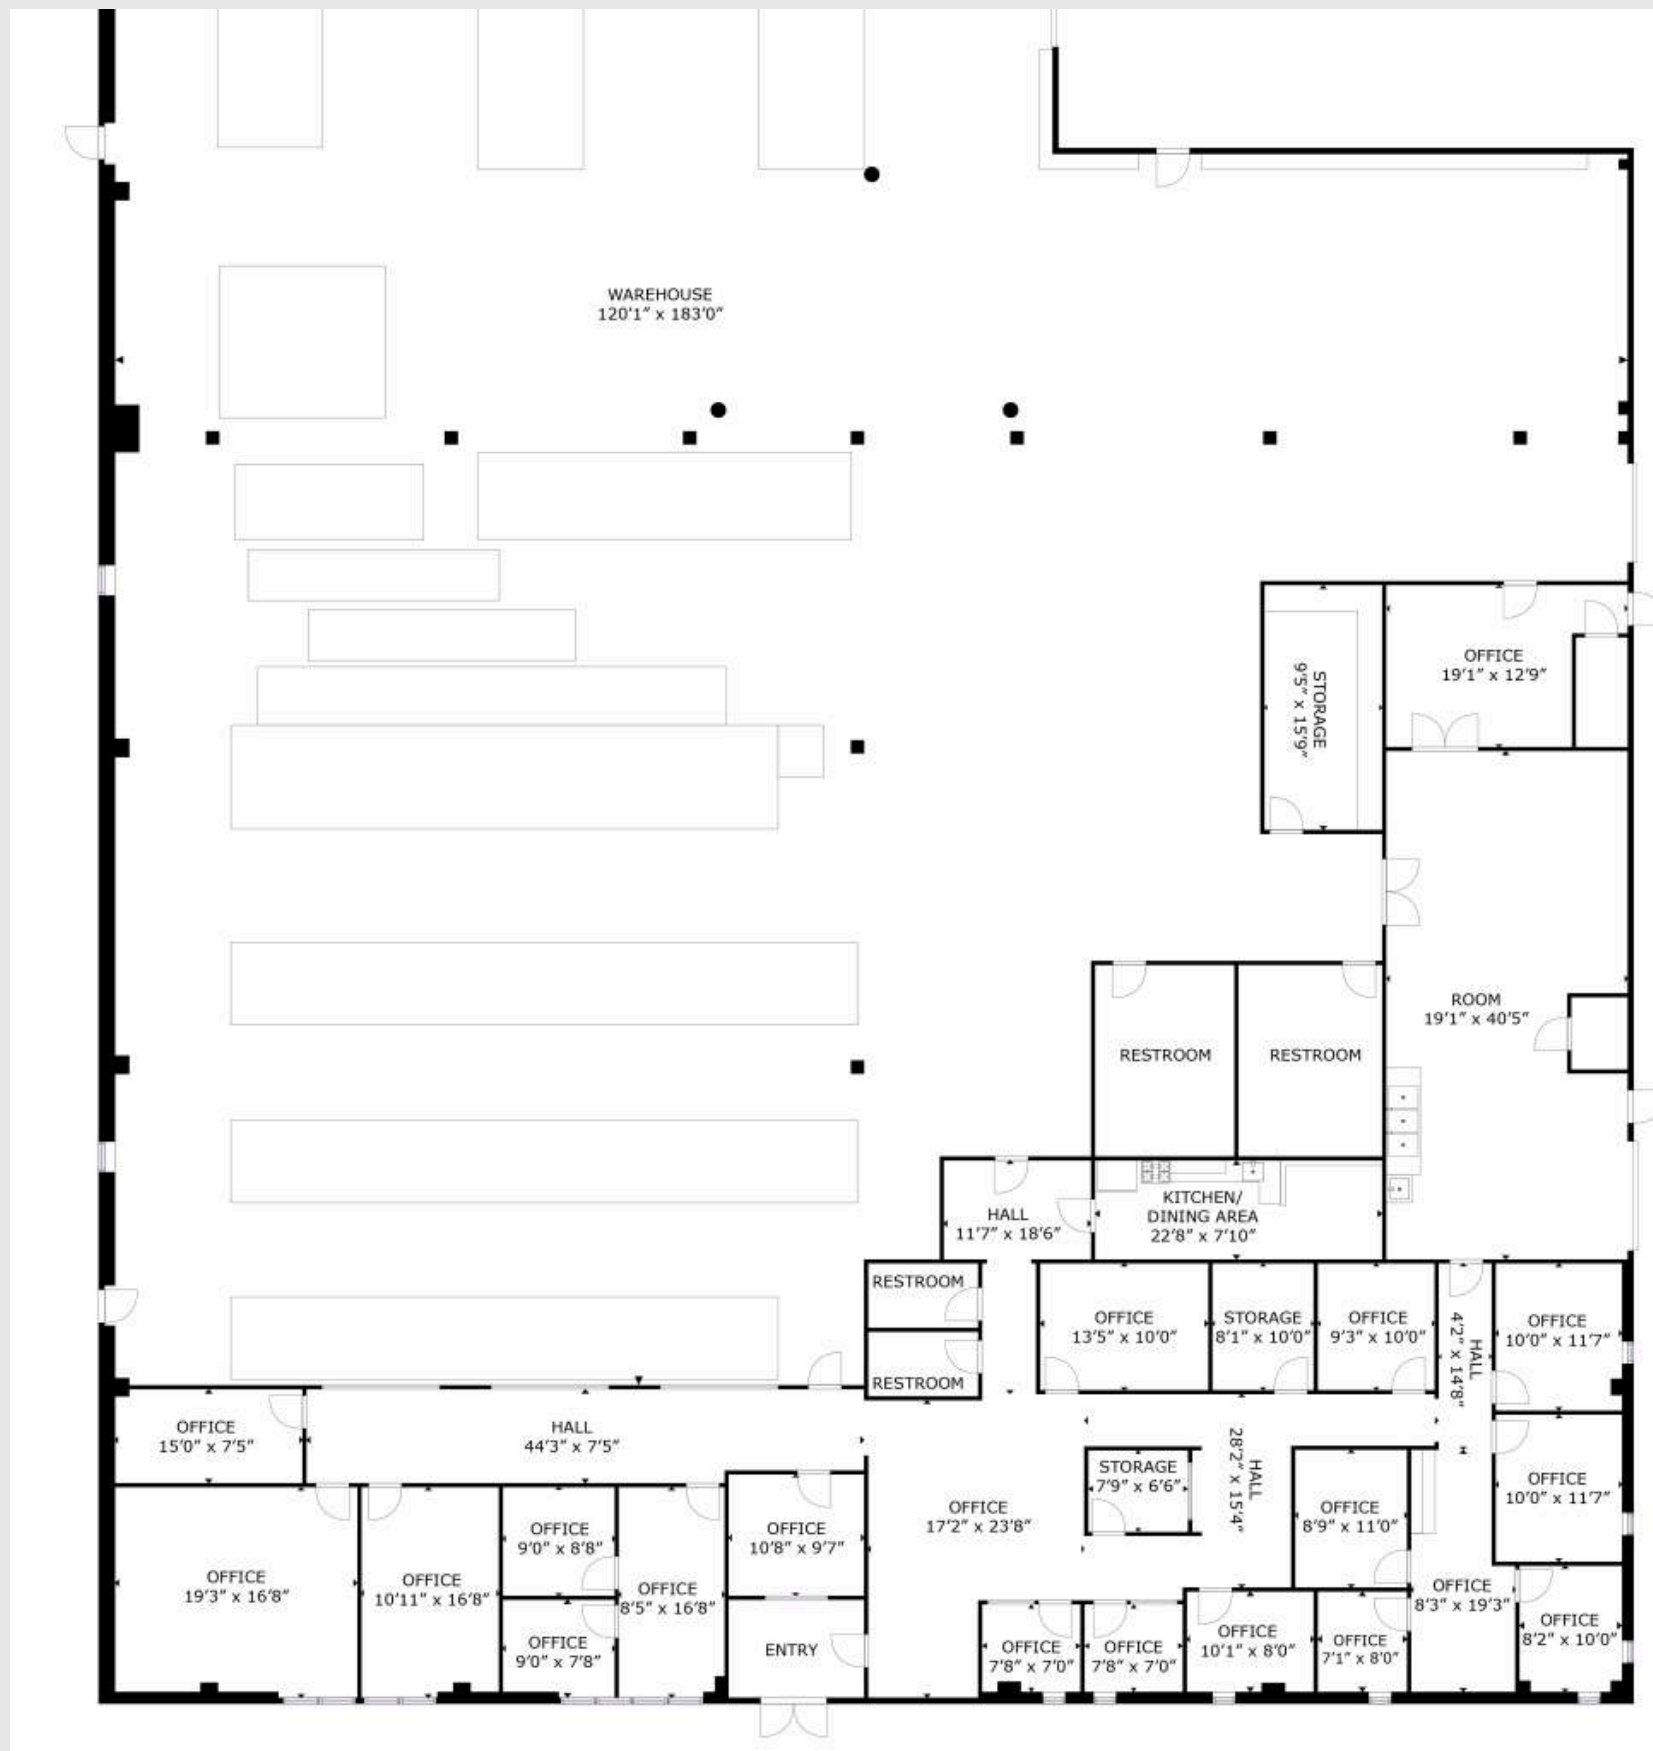 WAREHOUSE
120'1" x 183'0"
OFFICE
19'1" x 12'9"
STORAGE
9'5" x 15'9"
ROOM
19'1" x 40'5"
RESTROOM
RESTROOM
KITCHEN/
DINING AREA
22'8" x 7'10"
HALL
11'7" x 18'6"
RESTROOM
RESTROOM
OFFICE
13'5" x 10'0"
STORAGE
8'1" x 10'0"
OFFICE
9'3" x 10'0"
HALL
4'2" x 14'8"
OFFICE
10'0" x 11'7"
OFFICE
15'0" x 7'5"
HALL
44'3" x 7'5"
STORAGE
7'9" x 6'6"
HALL
28'2" x 15'4"
OFFICE
10'0" x 11'7"
OFFICE
17'2" x 23'8"
OFFICE
8'9" x 11'0"
OFFICE
9'0" x 8'8"
OFFICE
10'8" x 9'7"
OFFICE
19'3" x 16'8"
OFFICE
10'11" x 16'8"
OFFICE
8'5" x 16'8"
OFFICE
8'3" x 19'3"
OFFICE
9'0" x 7'8"
ENTRY
OFFICE
7'8" x 7'0"
OFFICE
7'8" x 7'0"
OFFICE
10'1" x 8'0"
OFFICE
7'1" x 8'0"
OFFICE
8'2" x 10'0"